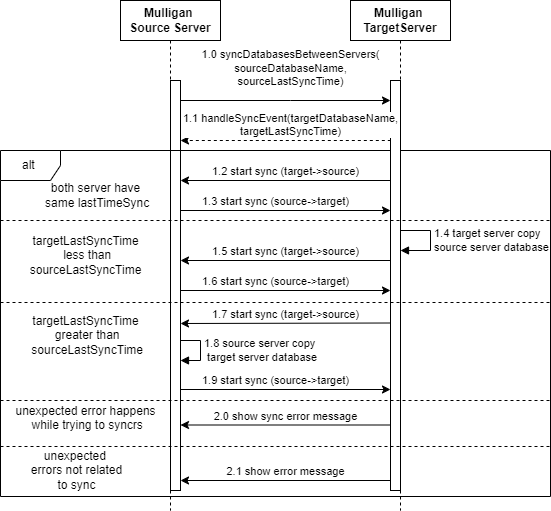 Mulligan
Source Server
Mulligan
TargetServer
1.0 syncDatabasesBetweenServers(
sourceDatabaseName,
sourceLastSyncTime)
1.1 handleSyncEvent(targetDatabaseName,
targetLastSyncTime)
alt
both server have
same lastTimeSync
1.2 start sync (target->source)
1.3 start sync (source->target)
targetLastSyncTime
less than
sourceLastSyncTime
1.4 target server copy
source server database
1.5 start sync (target->source)
1.6 start sync (source->target)
targetLastSyncTime
greater than
sourceLastSyncTime
1.7 start sync (target->source)
1.8 source server copy
target server database
1.9 start sync (source->target)
unexpected error happens
while trying to syncrs
2.0 show sync error message
unexpected
errors not related
to sync
2.1 show error message